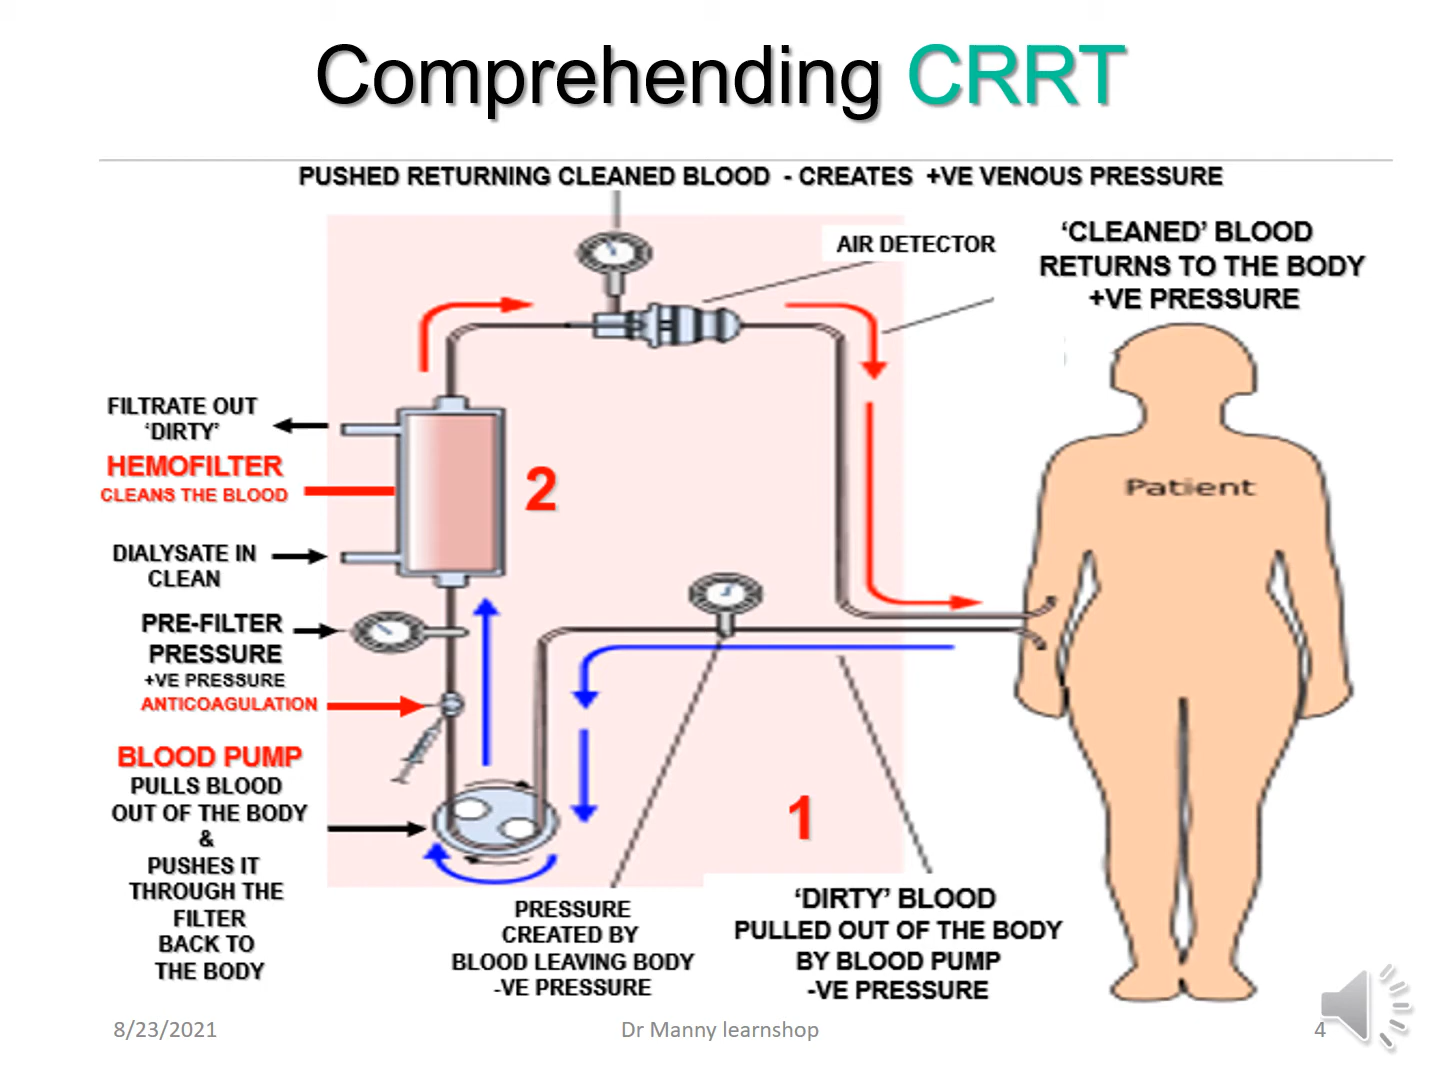 Comprehending CRRT
PUSHED RETURNING CLEANED BLOOD - CREATES +VE VENOUS PRESSURE
AIR DETECTOR
‘CLEANED’ BLOOD
RETURNS TO THE BODY
+VE PRESSURE
FILTRATE OUT
‘DIRTY’
HEMOFILTER
CLEANS THE BLOOD
2
DIALYSATE IN
CLEAN
PRE-FILTER
PRESSURE
+VE PRESSURE
ANTICOAGULATION
BLOOD PUMP
PULLS BLOOD
OUT OF THE BODY
&
PUSHES IT
THROUGH THE
FILTER
BACK TO
THE BODY
Patient
1
PRESSURE
CREATED BY
BLOOD LEAVING BODY
-VE PRESSURE
‘DIRTY’ BLOOD
PULLED OUT OF THE BODY
BY BLOOD PUMP
-VE PRESSURE
8/23/2021
Dr Manny learnshop
4